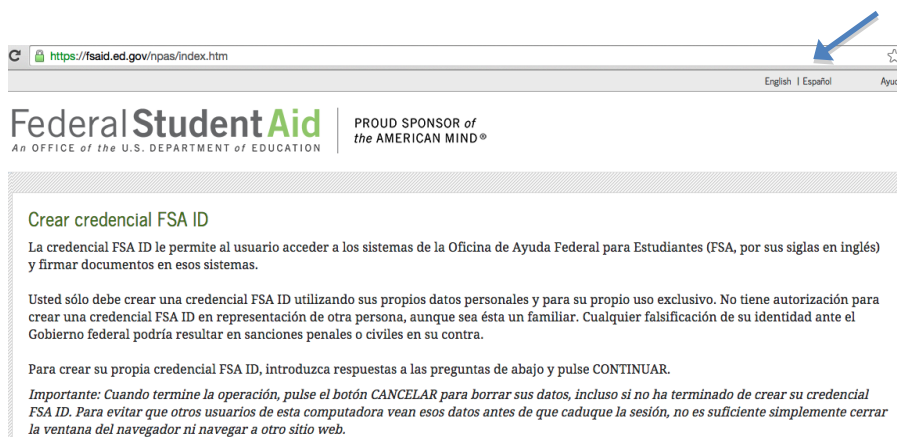 https://fsaid.ed.gov/npas/index.htm
English | Español
Federal Student Aid
An OFFICE of the U.S. DEPARTMENT of EDUCATION
PROUD SPONSOR of
the AMERICAN MIND®
Crear credencial FSA ID
La credencial FSA ID le permite al usuario acceder a los sistemas de la Oficina de Ayuda Federal para Estudiantes (FSA, por sus siglas en inglés)
y firmar documentos en esos sistemas.
Usted sólo debe crear una credencial FSA ID utilizando sus propios datos personales y para su propio uso exclusivo. No tiene autorización para
crear una credencial FSA ID en representación de otra persona, aunque sea ésta un familiar. Cualquier falsificación de su identidad ante el
Gobierno federal podría resultar en sanciones penales o civiles en su contra.
Para crear su propia credencial FSA ID, introduzca respuestas a las preguntas de abajo y pulse CONTINUAR.
Importante: Cuando termine la operación, pulse el botón CANCELAR para borrar sus datos, incluso si no ha terminado de crear su credencial
FSA ID. Para evitar que otros usuarios de esta computadora vean esos datos antes de que caduque la sesión, no es suficiente simplemente cerrar
la ventana del navegador ni navegar a otro sitio web.